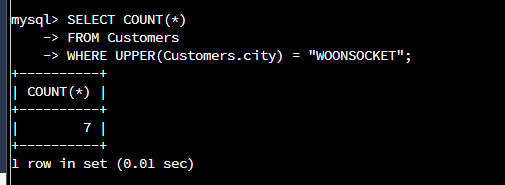 mysql> SELECT COUNT(*)
    -> FROM Customers
    -> WHERE UPPER(Customers.city) = "WOONSOCKET";
+----------+
| COUNT(*) |
+----------+
|        7 |
+----------+
1 row in set (0.01 sec)